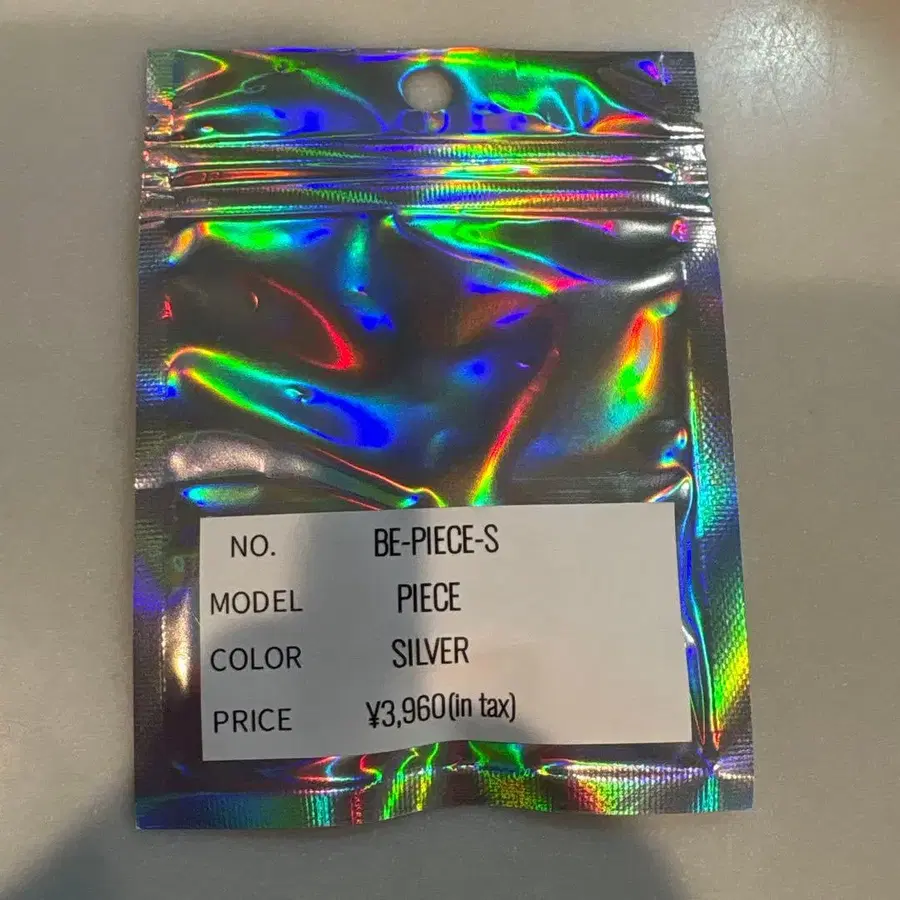 NO. BE-PIECE-S
MODEL PIECE
COLOR SILVER
PRICE ¥3,960(in tax)